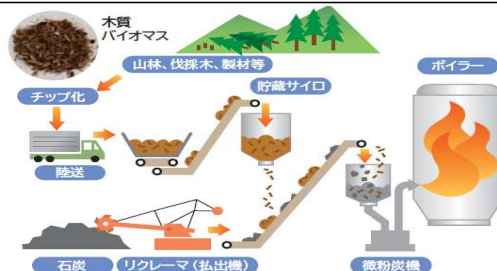 木質
バイオマス
山林、伐採木、製材等
ボイラー
チップ化
貯蔵サイロ
陸送
石炭
リクレーマ（払出機）
微粉炭機